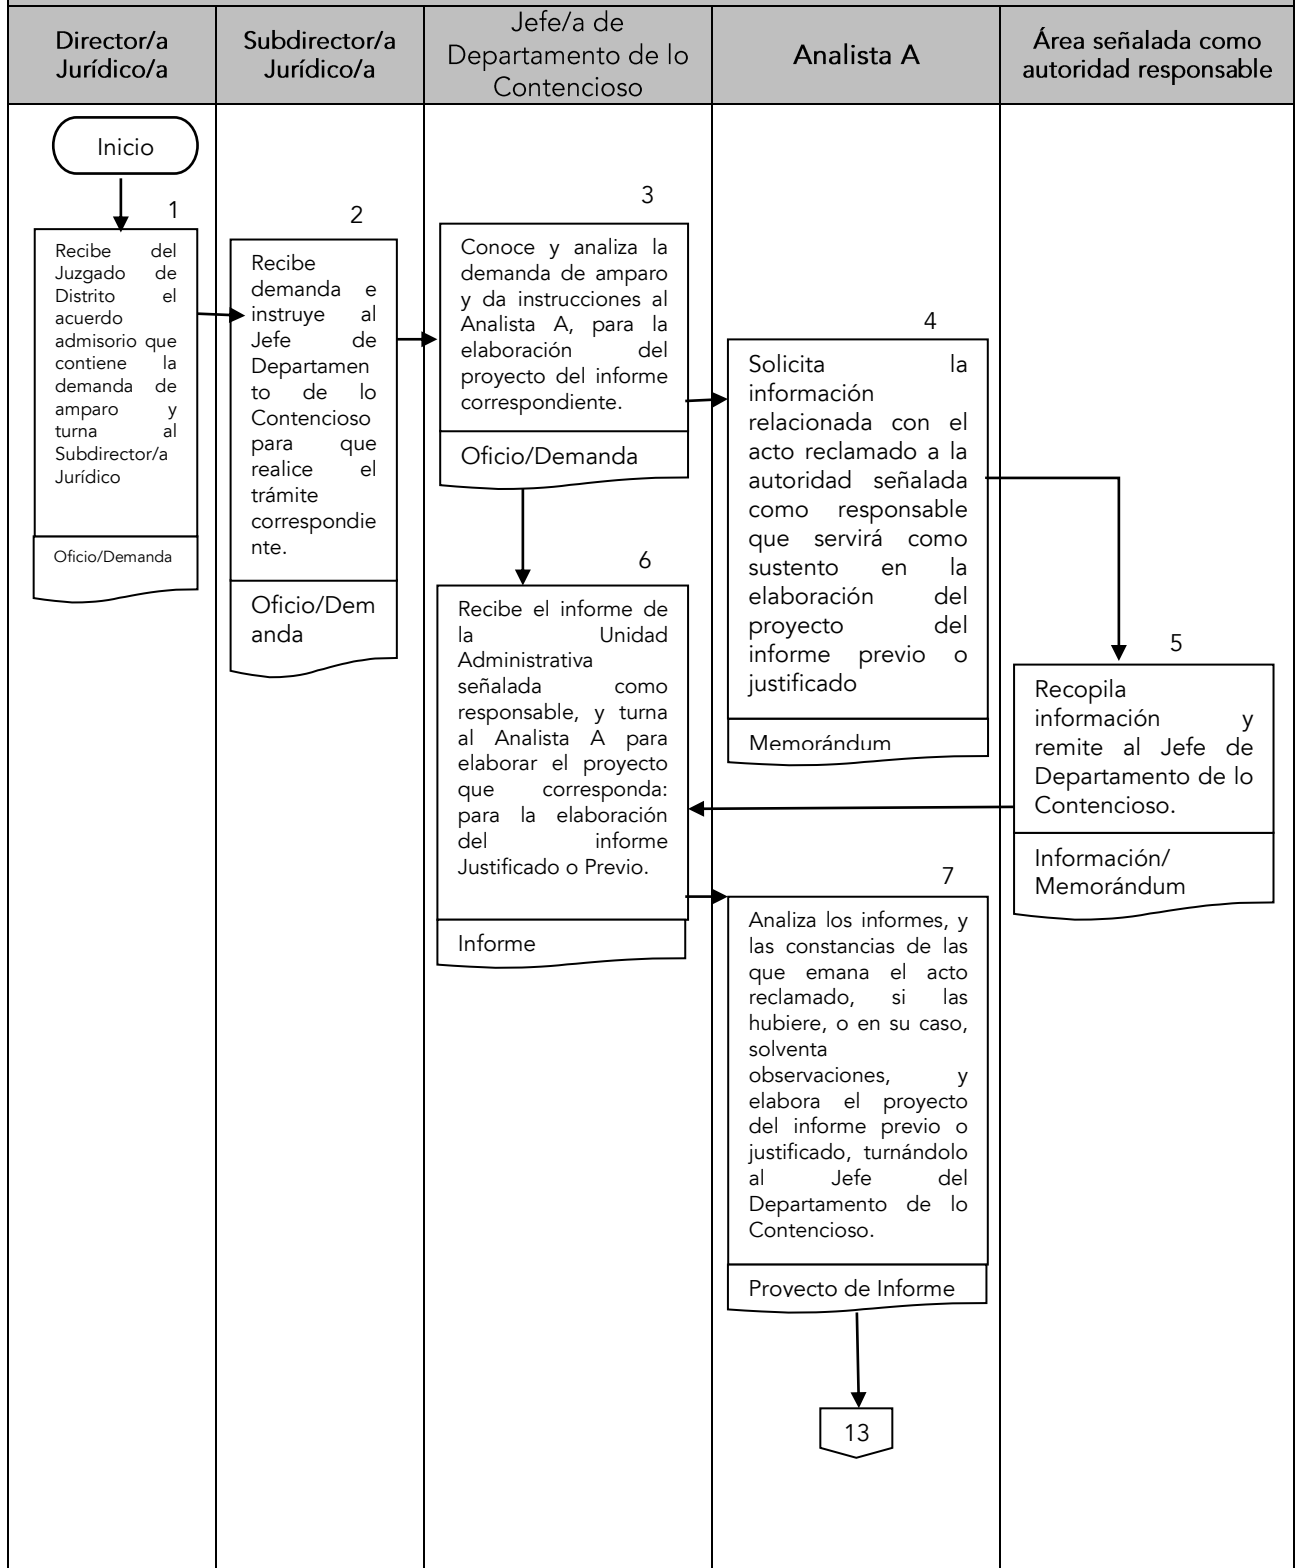 Director/a
Jurídico/a
Subdirector/a
Jurídico/a
Jefe/a de
Departamento de lo
Contencioso
Analista A
Área señalada como
autoridad responsable
Inicio
1
Recibe del
Juzgado de
Distrito el
acuerdo
admisorio que
contiene la
demanda de
amparo y
turna al
Subdirector/a
Jurídico
Oficio/Demanda
2
Recibe
demanda e
instruye al
Jefe de
Departamen
to de lo
Contencioso
para que
realice el
trámite
correspondie
nte.
Oficio/Dem
anda
3
Conoce y analiza la
demanda de amparo
y da instrucciones al
Analista A, para la
elaboración del
proyecto del informe
correspondiente.
Oficio/Demanda
4
Solicita la
información
relacionada con el
acto reclamado a la
autoridad señalada
como responsable
que servirá como
sustento en la
elaboración del
proyecto del
informe previo o
justificado
Memorándum
5
Recopila
información y
remite al Jefe de
Departamento de lo
Contencioso.
Información/
Memorándum
6
Recibe el informe de
la Unidad
Administrativa
señalada como
responsable, y turna
al Analista A para
elaborar el proyecto
que corresponda:
para la elaboración
del informe
Justificado o Previo.
Informe
7
Analiza los informes, y
las constancias de las
que emana el acto
reclamado, si las
hubiere, o en su caso,
solventa
observaciones, y
elabora el proyecto
del informe previo o
justificado, turnándolo
al Jefe del
Departamento de lo
Contencioso.
Proyecto de Informe
13